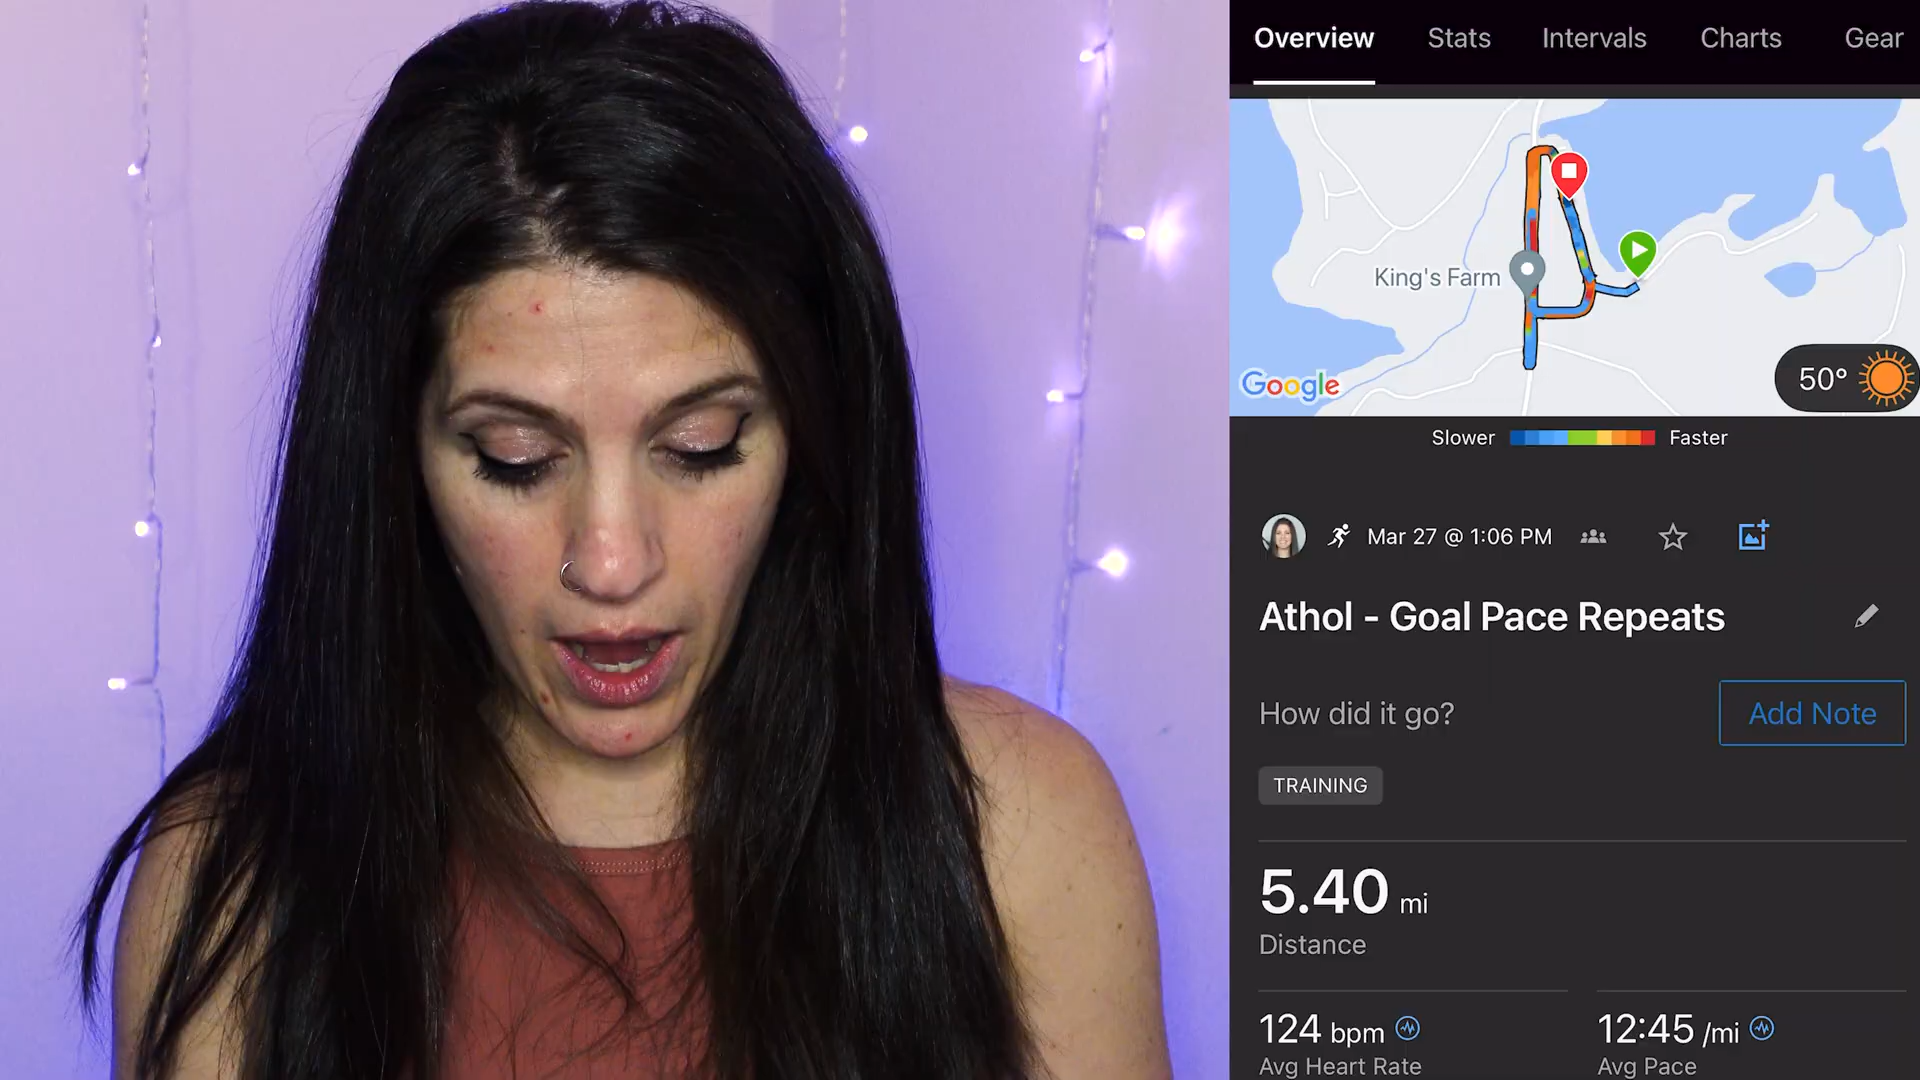 Overview Stats Intervals Charts Gear
King's Farm
50°
Google
Slower Faster
Mar 27 @ 1:06 PM
Athol - Goal Pace Repeats
How did it go? Add Note
TRAINING
5.40 mi
Distance
124 bpm 12:45 /mi
Avg Heart Rate Avg Pace